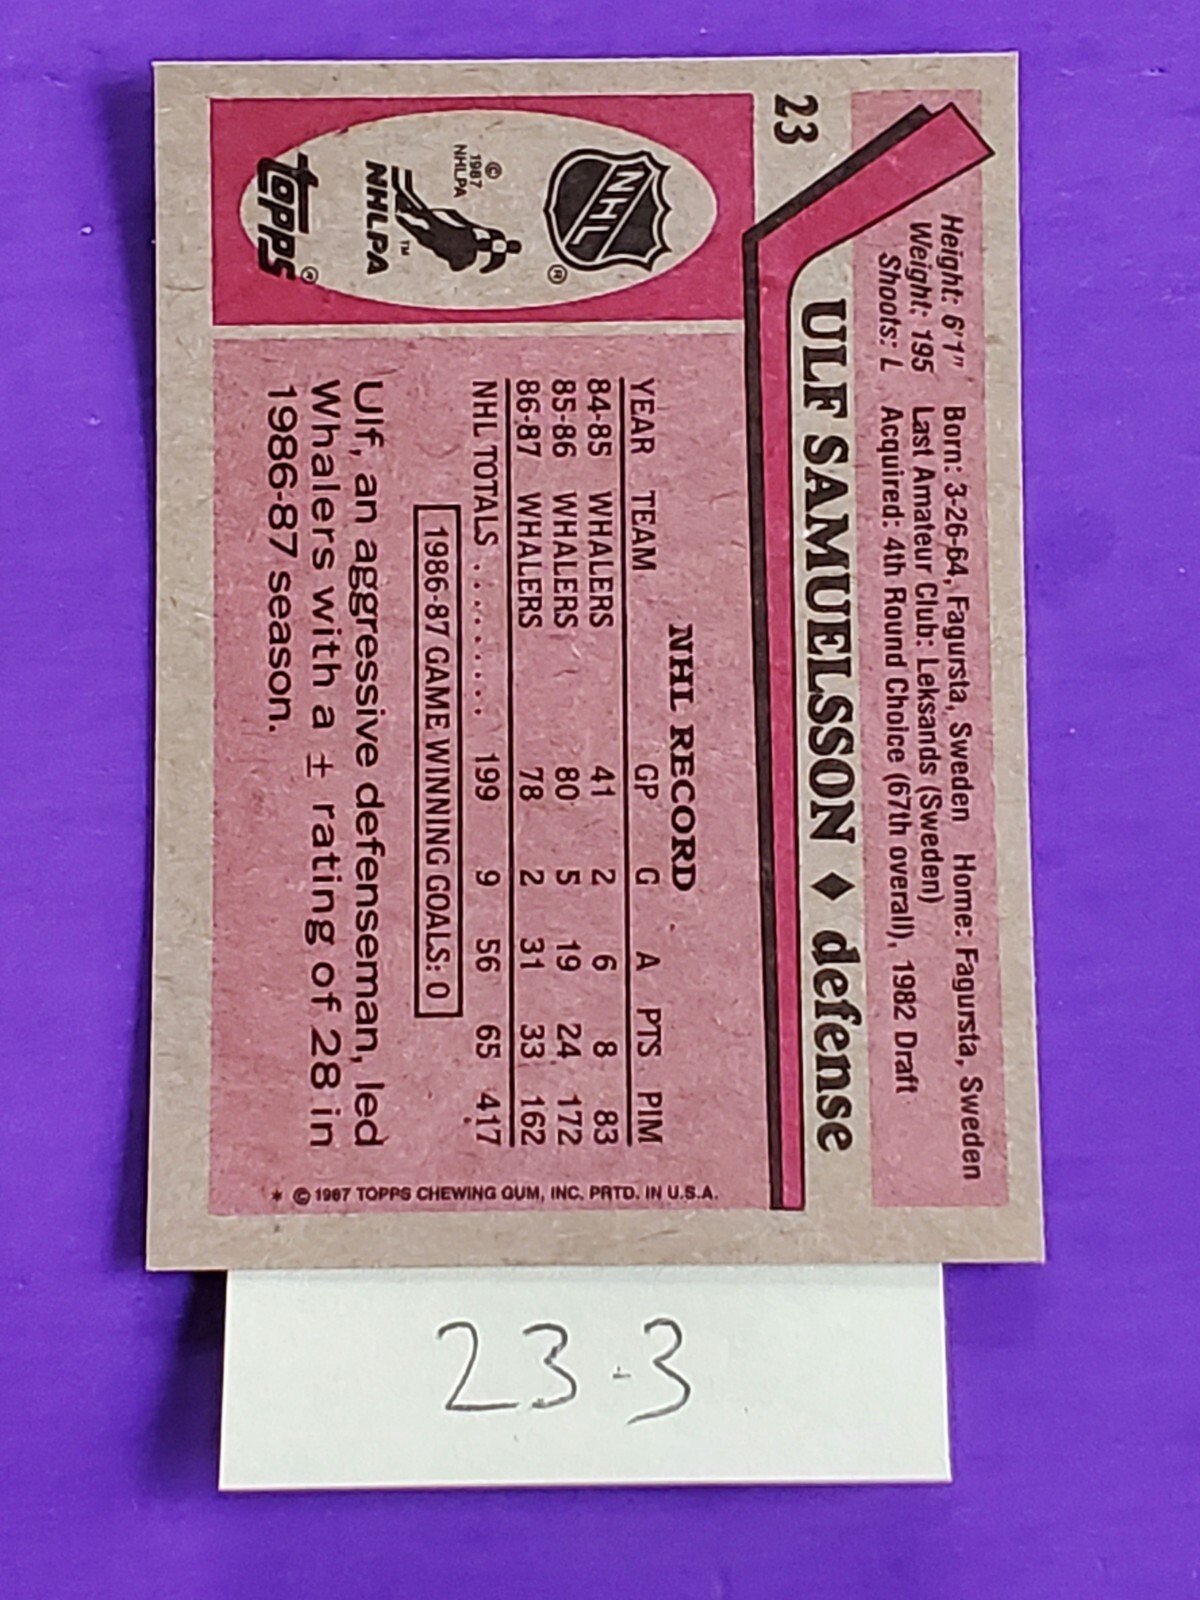 23
Height: 6'1" Born: 3-26-64, Fagursta, Sweden Home: Fagursta, Sweden
Weight: 195 Last Amateur Club: Leksands (Sweden)
Shoots: L Acquired: 4th Round Choice (67th overall), 1982 Draft
ULF SAMUELSSON ♦ defense
NHL
®
© 1987 NHLPA
NHLPA
™
topps®
NHL RECORD
YEAR TEAM GP G A PTS PIM
84-85 WHALERS 41 2 6 8 83
85-86 WHALERS 80 5 19 24 172
86-87 WHALERS 78 2 31 33 162
NHL TOTALS ........ 199 9 56 65 417
1986-87 GAME WINNING GOALS: 0
Ulf, an aggressive defenseman, led
Whalers with a ± rating of 28 in
1986-87 season.
* © 1987 TOPPS CHEWING GUM, INC. PRTD. IN U.S.A.
23-3